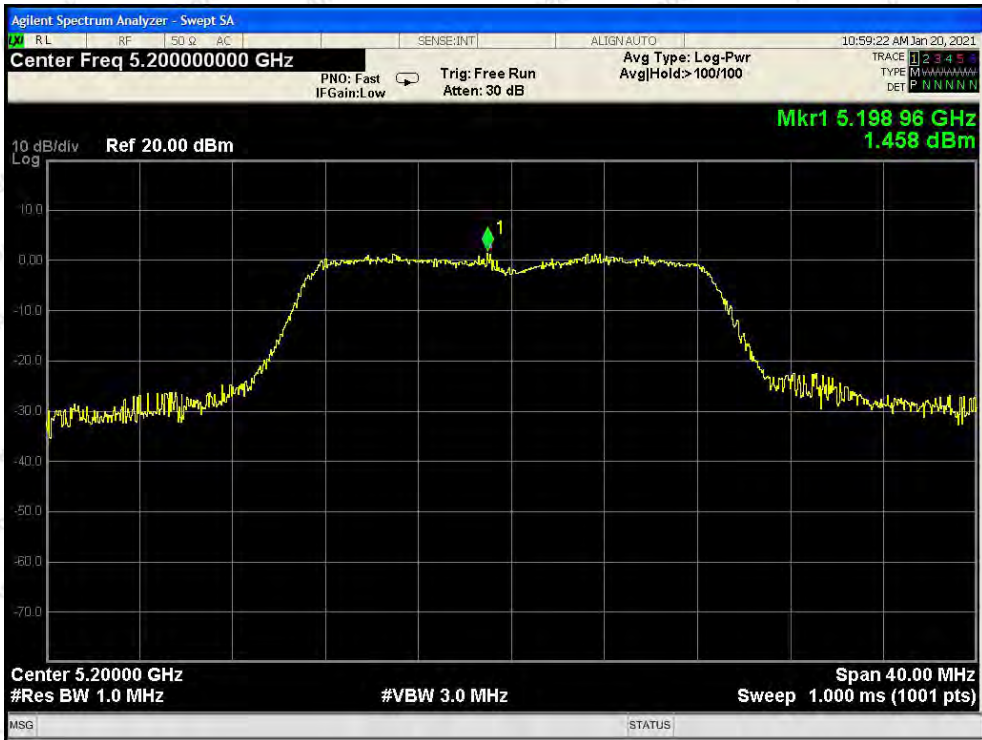 Agilent Spectrum Analyzer - Swept SA
LXI RL RF 50 Ω AC SENSE:INT ALIGN AUTO 10:59:22 AM Jan 20, 2021
Center Freq 5.200000000 GHz
PNO: Fast Trig: Free Run Avg Type: Log-Pwr TRACE 1 2 3 4 5 6
IFGain:Low Atten: 30 dB Avg|Hold:>100/100 TYPE M
DET P N N N N N
Mkr1 5.198 96 GHz
1.458 dBm
10 dB/div Ref 20.00 dBm
Log
10.0
1
0.00
-10.0
-20.0
-30.0
-40.0
-50.0
-60.0
-70.0
Center 5.20000 GHz Span 40.00 MHz
#Res BW 1.0 MHz #VBW 3.0 MHz Sweep 1.000 ms (1001 pts)
MSG STATUS